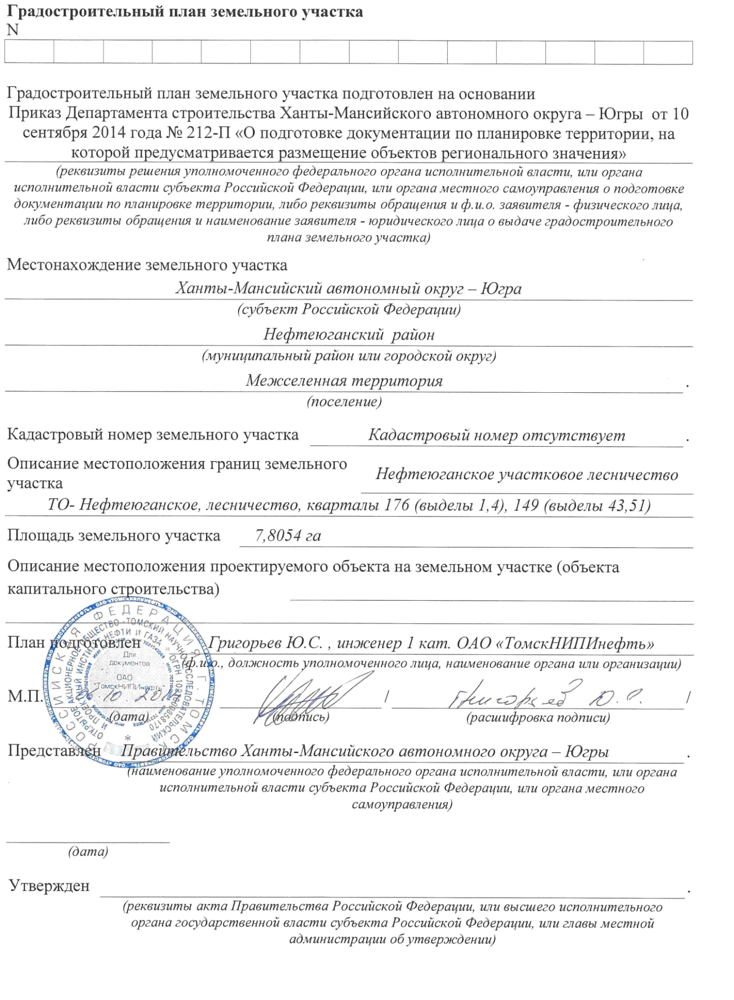 Градостроительный план земельного участка
N
Градостроительный план земельного участка подготовлен на основании
Приказ Департамента строительства Ханты-Мансийского автономного округа – Югры от 10
сентября 2014 года № 212-П «О подготовке документации по планировке территории, на
которой предусматривается размещение объектов регионального значения»
(реквизиты решения уполномоченного федерального органа исполнительной власти, или органа
исполнительной власти субъекта Российской Федерации, или органа местного самоуправления о подготовке
документации по планировке территории, либо реквизиты обращения и ф.и.о. заявителя - физического лица,
либо реквизиты обращения и наименование заявителя - юридического лица о выдаче градостроительного
плана земельного участка)
Местонахождение земельного участка
Ханты-Мансийский автономный округ – Югра
(субъект Российской Федерации)
Нефтеюганский район
(муниципальный район или городской округ)
Межселенная территория .
(поселение)
Кадастровый номер земельного участка Кадастровый номер отсутствует .
Описание местоположения границ земельного
участка Нефтеюганское участковое лесничество
ТО- Нефтеюганское, лесничество, кварталы 176 (выделы 1,4), 149 (выделы 43,51)
Площадь земельного участка 7,8054 га
Описание местоположения проектируемого объекта на земельном участке (объекта
капитального строительства)
План подготовлен Григорьев Ю.С. , инженер 1 кат. ОАО «ТомскНИПИнефть»
(ф.и.о., должность уполномоченного лица, наименование органа или организации)
М.П. / Григорьев Ю.С. /
(дата) (подпись) (расшифровка подписи)
РОССИЙСКАЯ ФЕДЕРАЦИЯ Г. ТОМСК
ОТКРЫТОЕ АКЦИОНЕРНОЕ ОБЩЕСТВО «ТОМСКИЙ НАУЧНО-ИССЛЕДОВАТЕЛЬСКИЙ
И ПРОЕКТНЫЙ ИНСТИТУТ НЕФТИ И ГАЗА * ОГРН
Для
документов
ОАО
"ТомскНИПИнефть"
Представлен Правительство Ханты-Мансийского автономного округа – Югры .
(наименование уполномоченного федерального органа исполнительной власти, или органа
исполнительной власти субъекта Российской Федерации, или органа местного
самоуправления)
(дата)
Утвержден .
(реквизиты акта Правительства Российской Федерации, или высшего исполнительного
органа государственной власти субъекта Российской Федерации, или главы местной
администрации об утверждении)